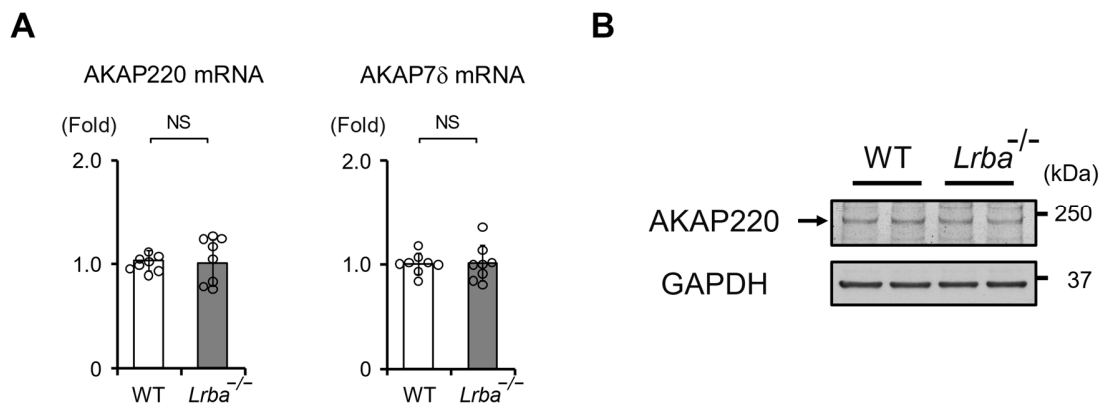 A
AKAP220 mRNA
(Fold)
NS
2.0
1.0
0
WT
Lrba−/−
AKAP7δ mRNA
(Fold)
NS
2.0
1.0
0
WT
Lrba−/−
B
WT
Lrba−/−
(kDa)
AKAP220
250
GAPDH
37